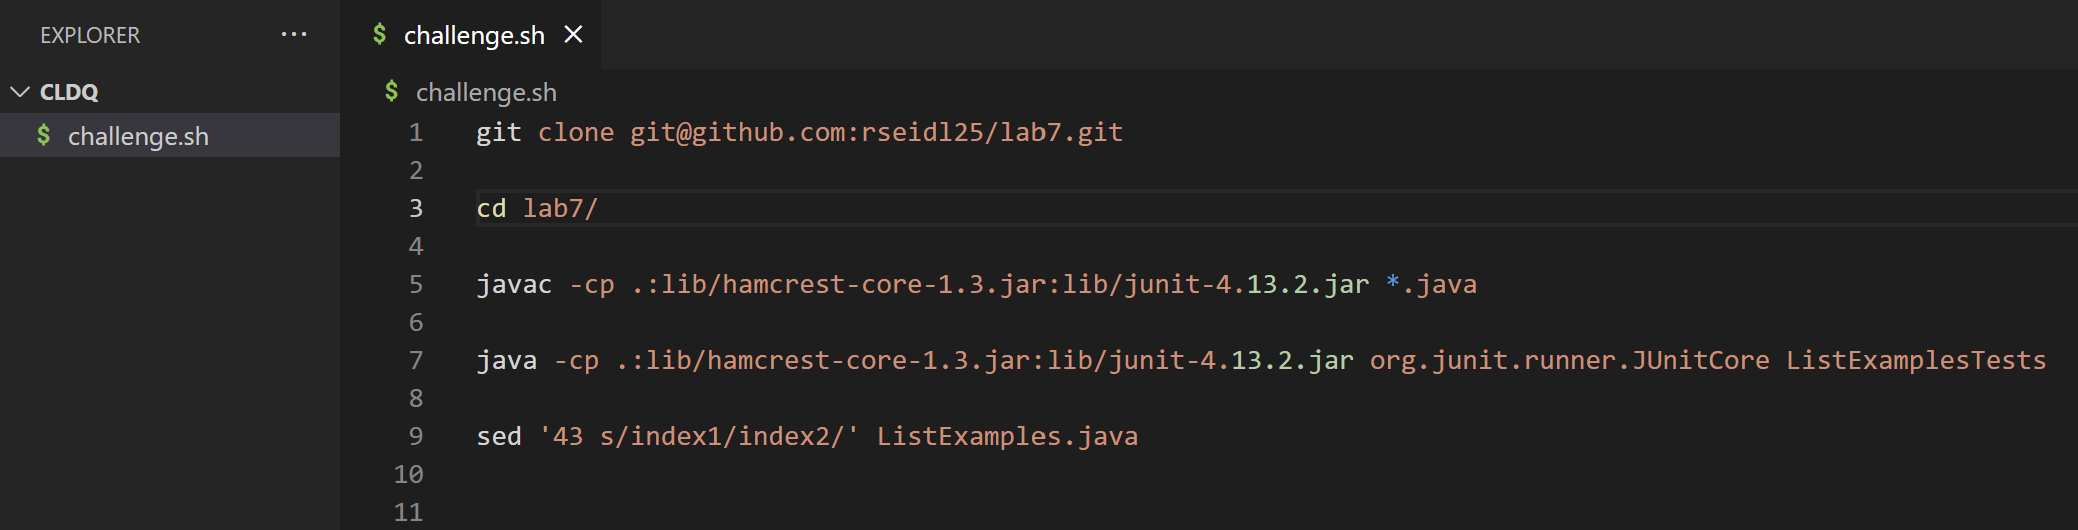 EXPLORER ...
challenge.sh
CLDQ
challenge.sh
challenge.sh
1 git clone git@github.com:rseidl25/lab7.git
2
3 cd lab7/
4
5 javac -cp .:lib/hamcrest-core-1.3.jar:lib/junit-4.13.2.jar *.java
6
7 java -cp .:lib/hamcrest-core-1.3.jar:lib/junit-4.13.2.jar org.junit.runner.JUnitCore ListExamplesTests
8
9 sed '43 s/index1/index2/' ListExamples.java
10
11